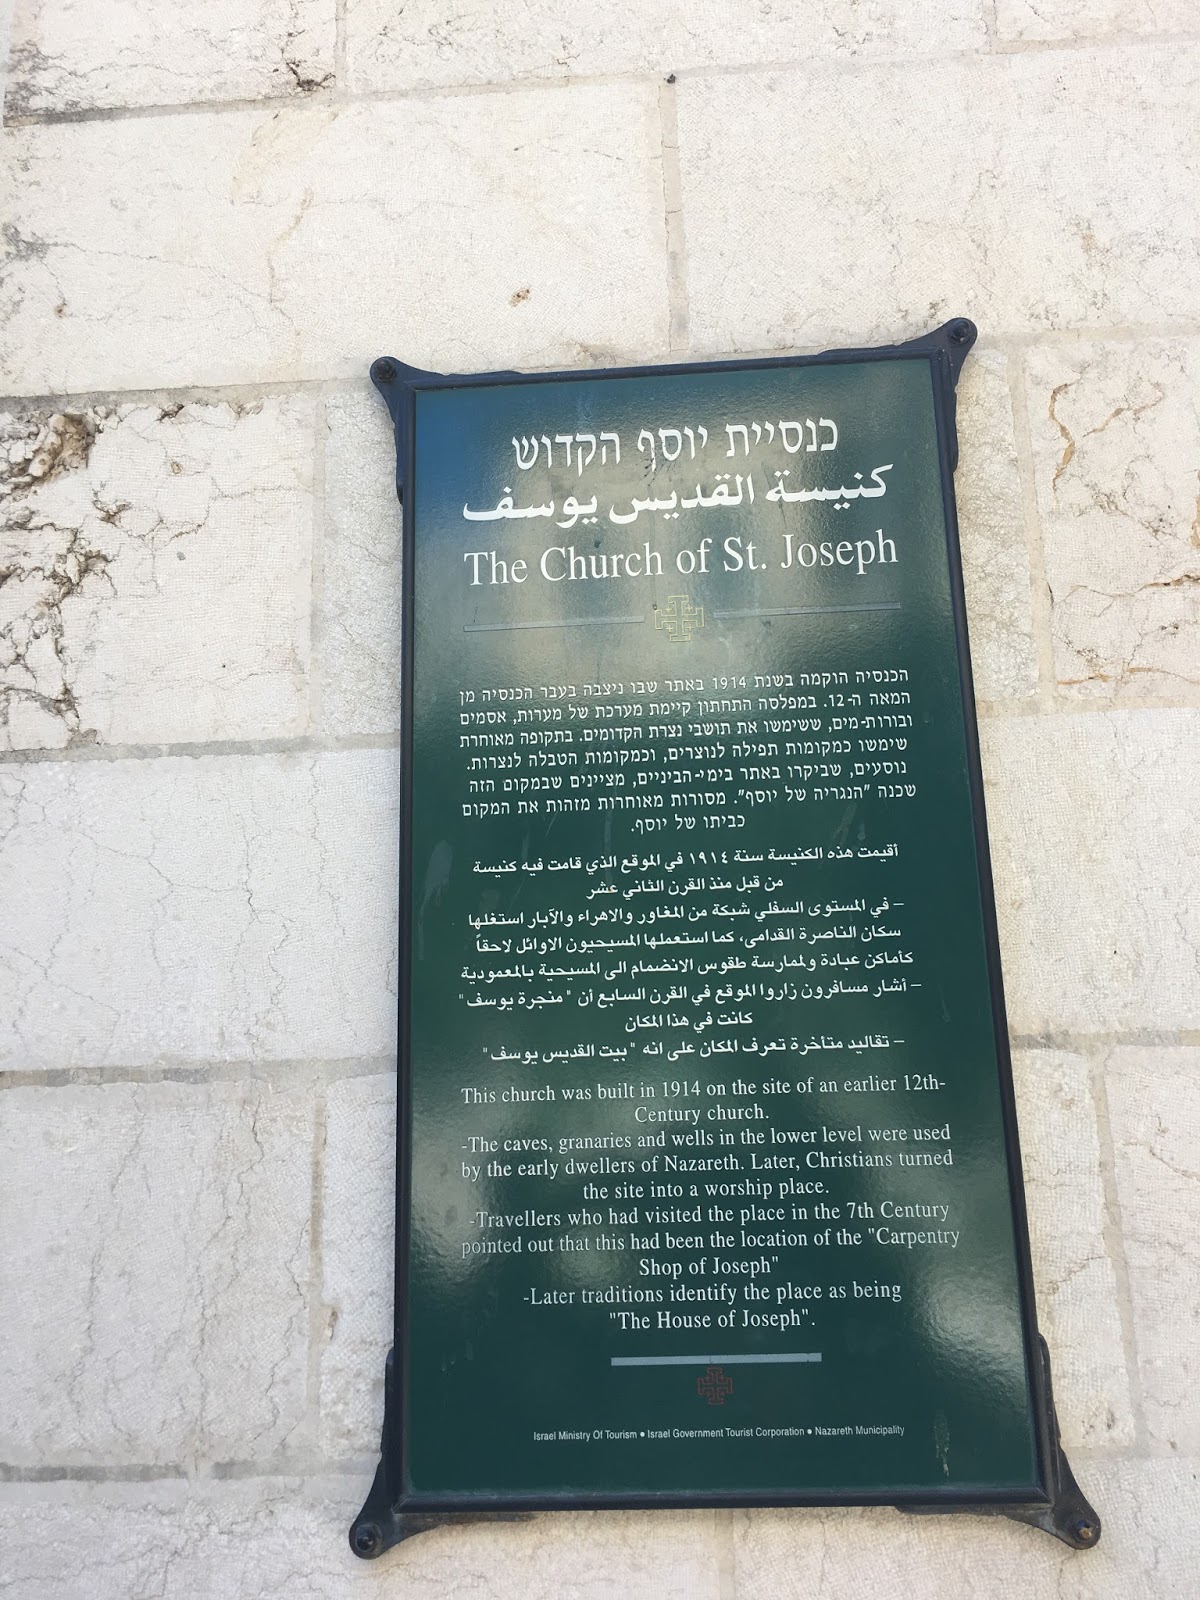 כנסיית יוסף הקדוש
كنيسة القديس يوسف
The Church of St. Joseph
הכנסיה הוקמה בשנת 1914 באתר שבו ניצבה בעבר הכנסיה מן
המאה ה-12. במפלסה התחתון קיימת מערכת של מערות, אסמים
ובורות-מים, ששימשו את תושבי נצרת הקדומים. בתקופה מאוחרת
שימשו כמקומות תפילה לנוצרים, וכמקומות הטבלה לנצרות.
נוסעים, שביקרו באתר בימי-הביניים, מציינים שבמקום הזה
שכנה "הנגריה של יוסף". מסורות מאוחרות מזהות את המקום
כביתו של יוסף.
أقيمت هذه الكنيسة سنة ١٩١٤ في الموقع الذي قامت فيه كنيسة
من قبل منذ القرن الثاني عشر
– في المستوى السفلي شبكة من المغاور والاهراء والآبار استغلها
سكان الناصرة القدامى، كما استعملها المسيحيون الاوائل لاحقاً
كأماكن عبادة ولممارسة طقوس الانضمام الى المسيحية بالمعمودية
– أشار مسافرون زاروا الموقع في القرن السابع أن "منجرة يوسف"
كانت في هذا المكان
– تقاليد متأخرة تعرف المكان على انه "بيت القديس يوسف"
This church was built in 1914 on the site of an earlier 12th-
Century church.
-The caves, granaries and wells in the lower level were used
by the early dwellers of Nazareth. Later, Christians turned
the site into a worship place.
-Travellers who had visited the place in the 7th Century
pointed out that this had been the location of the "Carpentry
Shop of Joseph"
-Later traditions identify the place as being
"The House of Joseph".
Israel Ministry Of Tourism ● Israel Government Tourist Corporation ● Nazareth Municipality